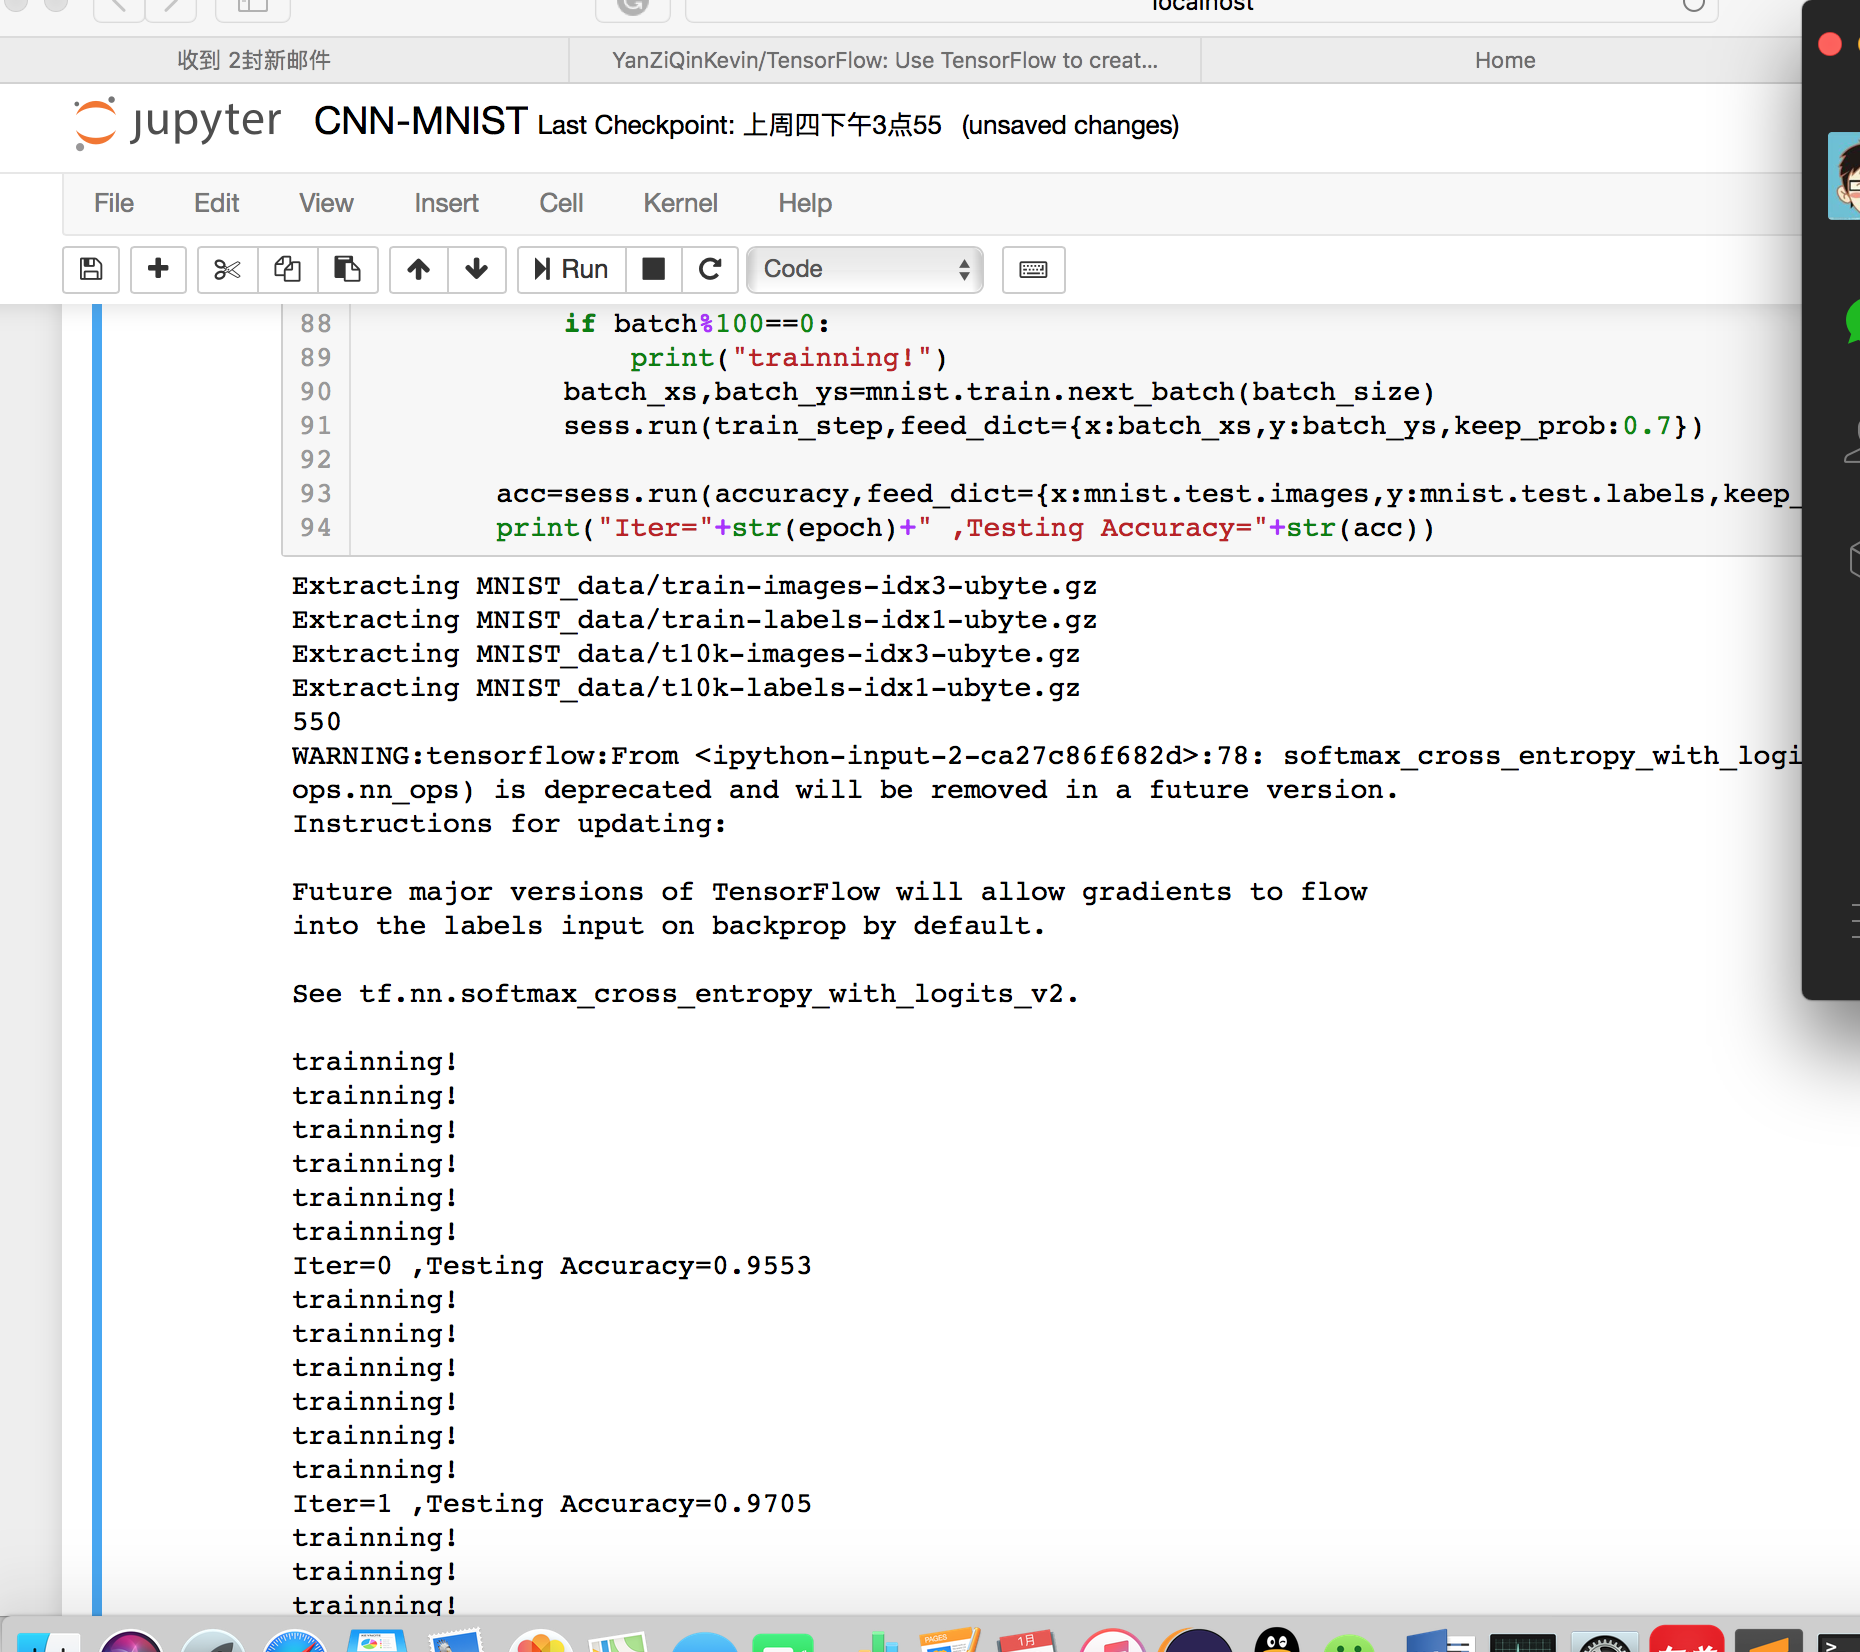 localhost
收到 2封新邮件
YanZiQinKevin/TensorFlow: Use TensorFlow to creat...
Home
jupyter CNN-MNIST Last Checkpoint: 上周四下午3点55 (unsaved changes)
File Edit View Insert Cell Kernel Help
Run Code
88 if batch%100==0:
89 print("trainning!")
90 batch_xs,batch_ys=mnist.train.next_batch(batch_size)
91 sess.run(train_step,feed_dict={x:batch_xs,y:batch_ys,keep_prob:0.7})
92
93 acc=sess.run(accuracy,feed_dict={x:mnist.test.images,y:mnist.test.labels,keep_
94 print("Iter="+str(epoch)+" ,Testing Accuracy="+str(acc))
Extracting MNIST_data/train-images-idx3-ubyte.gz
Extracting MNIST_data/train-labels-idx1-ubyte.gz
Extracting MNIST_data/t10k-images-idx3-ubyte.gz
Extracting MNIST_data/t10k-labels-idx1-ubyte.gz
550
WARNING:tensorflow:From <ipython-input-2-ca27c86f682d>:78: softmax_cross_entropy_with_logi
ops.nn_ops) is deprecated and will be removed in a future version.
Instructions for updating:
Future major versions of TensorFlow will allow gradients to flow
into the labels input on backprop by default.
See tf.nn.softmax_cross_entropy_with_logits_v2.
trainning!
trainning!
trainning!
trainning!
trainning!
trainning!
Iter=0 ,Testing Accuracy=0.9553
trainning!
trainning!
trainning!
trainning!
trainning!
trainning!
Iter=1 ,Testing Accuracy=0.9705
trainning!
trainning!
trainning!
PAGES
1月